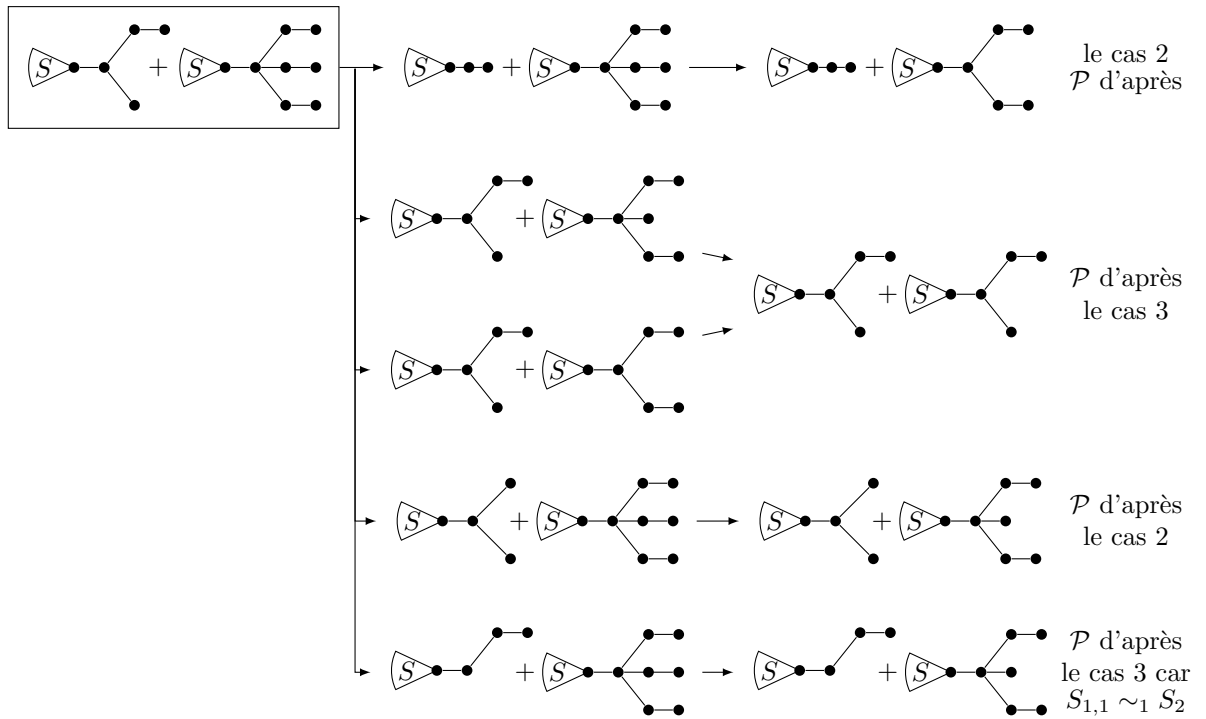 S + S
S + S
S + S
le cas 2
𝒫 d'après
S + S
S + S
𝒫 d'après
le cas 3
S + S
S + S
S + S
𝒫 d'après
le cas 2
S + S
S + S
𝒫 d'après
le cas 3 car
S₁,₁ ∼₁ S₂